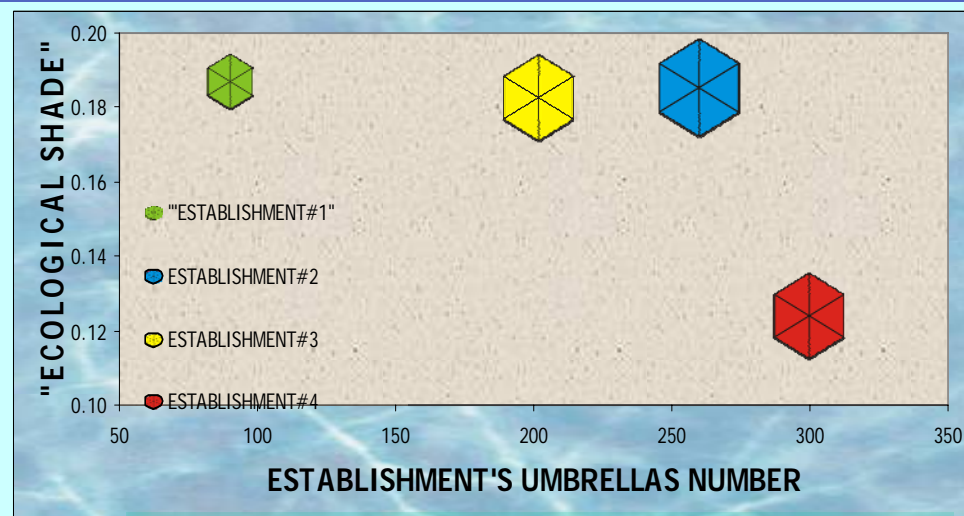 "ECOLOGICAL SHADE"
0.20
0.18
0.16
0.14
0.12
0.10
"'ESTABLISHMENT#1"
ESTABLISHMENT#2
ESTABLISHMENT#3
ESTABLISHMENT#4
50 100 150 200 250 300 350
ESTABLISHMENT'S UMBRELLAS NUMBER